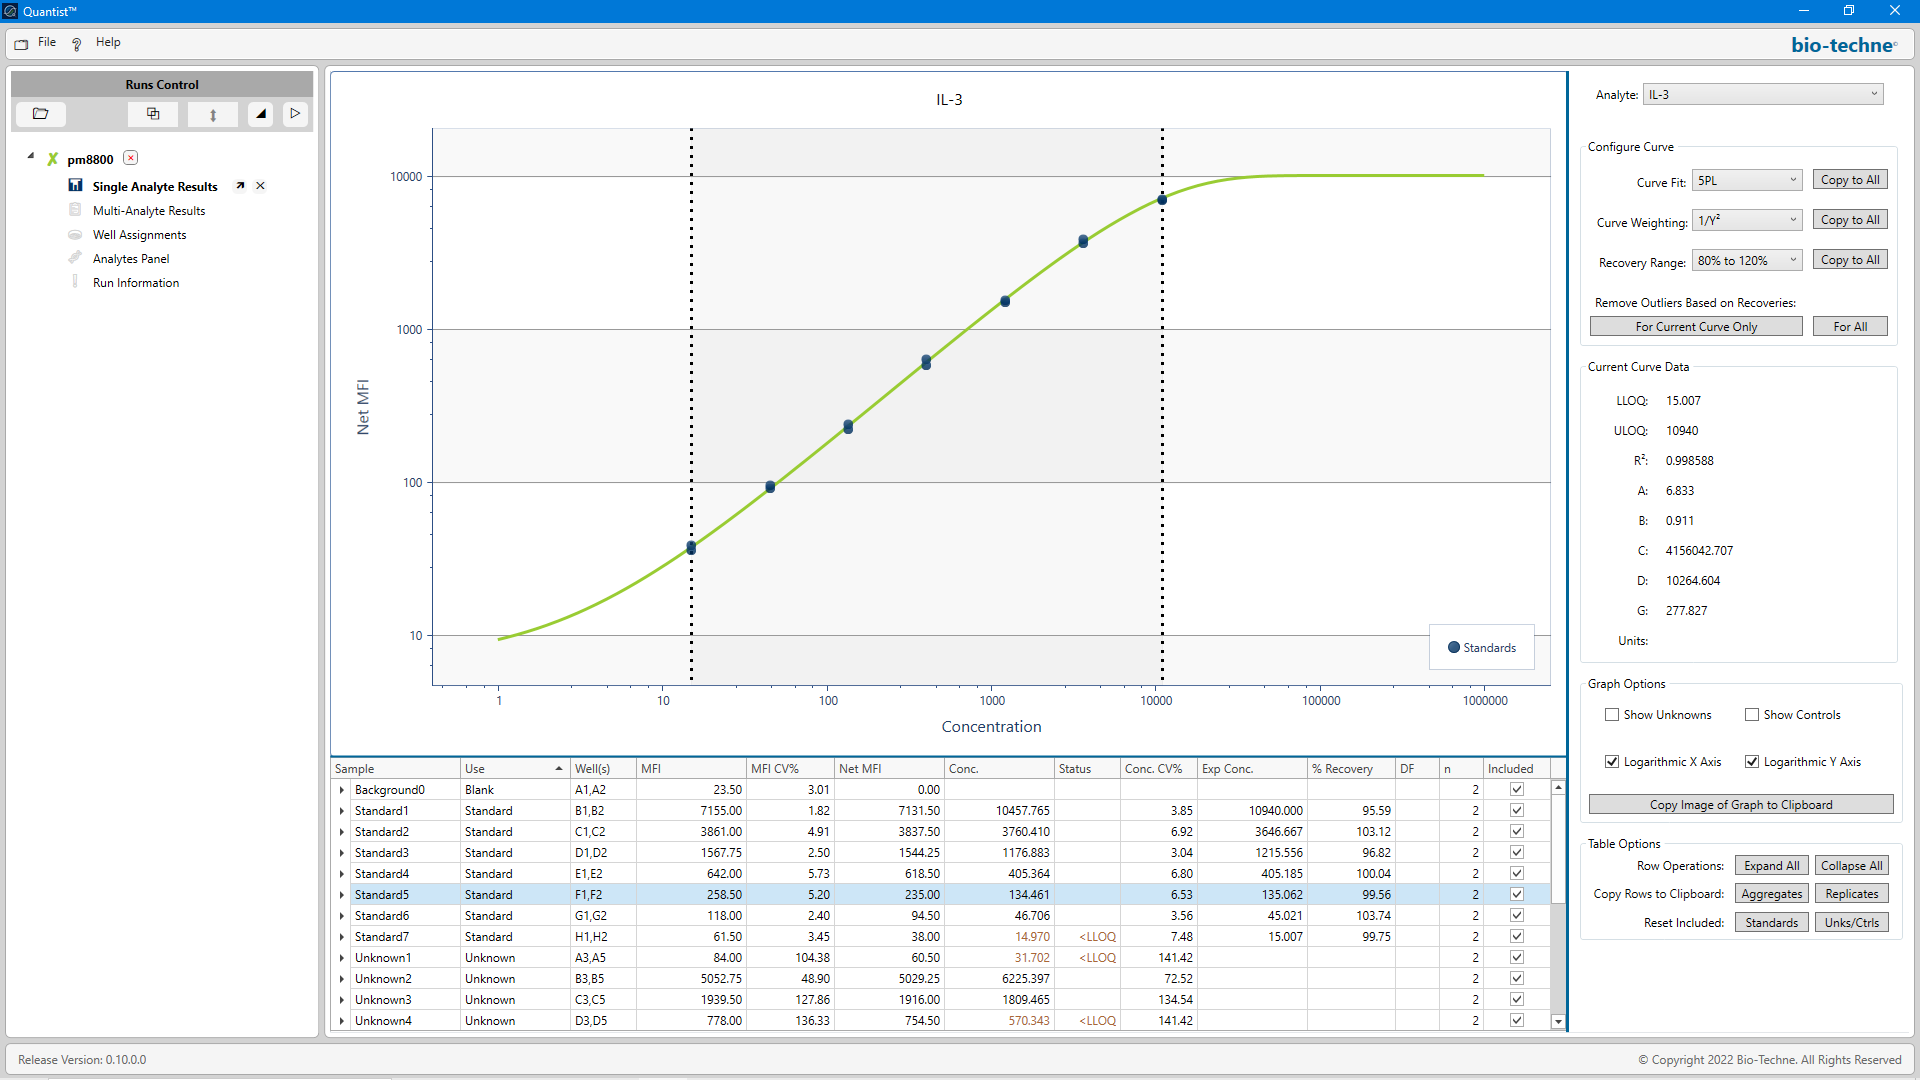 Quantist™
File Help
bio-techne
Runs Control
pm8800
Single Analyte Results
Multi-Analyte Results
Well Assignments
Analytes Panel
Run Information
IL-3
10000
1000
100
10
Net MFI
Standards
1 10 100 1000 10000 100000 1000000
Concentration
Sample Use Well(s) MFI MFI CV% Net MFI Conc. Status Conc. CV% Exp Conc. % Recovery DF n Included
Background0 Blank A1,A2 23.50 3.01 0.00 2
Standard1 Standard B1,B2 7155.00 1.82 7131.50 10457.765 3.85 10940.000 95.59 2
Standard2 Standard C1,C2 3861.00 4.91 3837.50 3760.410 6.92 3646.667 103.12 2
Standard3 Standard D1,D2 1567.75 2.50 1544.25 1176.883 3.04 1215.556 96.82 2
Standard4 Standard E1,E2 642.00 5.73 618.50 405.364 6.80 405.185 100.04 2
Standard5 Standard F1,F2 258.50 5.20 235.00 134.461 6.53 135.062 99.56 2
Standard6 Standard G1,G2 118.00 2.40 94.50 46.706 3.56 45.021 103.74 2
Standard7 Standard H1,H2 61.50 3.45 38.00 14.970 <LLOQ 7.48 15.007 99.75 2
Unknown1 Unknown A3,A5 84.00 104.38 60.50 31.702 <LLOQ 141.42 2
Unknown2 Unknown B3,B5 5052.75 48.90 5029.25 6225.397 72.52 2
Unknown3 Unknown C3,C5 1939.50 127.86 1916.00 1809.465 134.54 2
Unknown4 Unknown D3,D5 778.00 136.33 754.50 570.343 <LLOQ 141.42 2
Analyte: IL-3
Configure Curve
Curve Fit: 5PL Copy to All
Curve Weighting: 1/Y² Copy to All
Recovery Range: 80% to 120% Copy to All
Remove Outliers Based on Recoveries:
For Current Curve Only For All
Current Curve Data
LLOQ: 15.007
ULOQ: 10940
R²: 0.998588
A: 6.833
B: 0.911
C: 4156042.707
D: 10264.604
G: 277.827
Units:
Graph Options
Show Unknowns Show Controls
Logarithmic X Axis Logarithmic Y Axis
Copy Image of Graph to Clipboard
Table Options
Row Operations: Expand All Collapse All
Copy Rows to Clipboard: Aggregates Replicates
Reset Included: Standards Unks/Ctrls
Release Version: 0.10.0.0
© Copyright 2022 Bio-Techne. All Rights Reserved